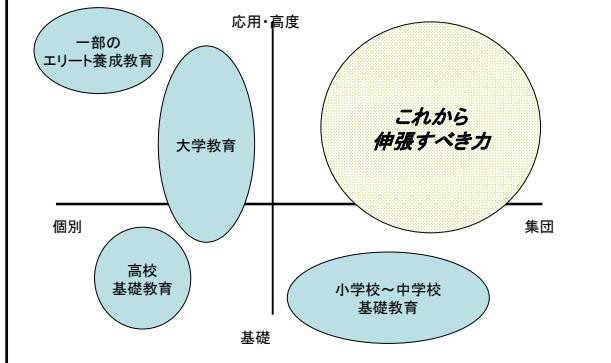 応用・高度
一部の
エリート養成教育
大学教育
これから
伸張すべき力
個別
集団
高校
基礎教育
小学校～中学校
基礎教育
基礎